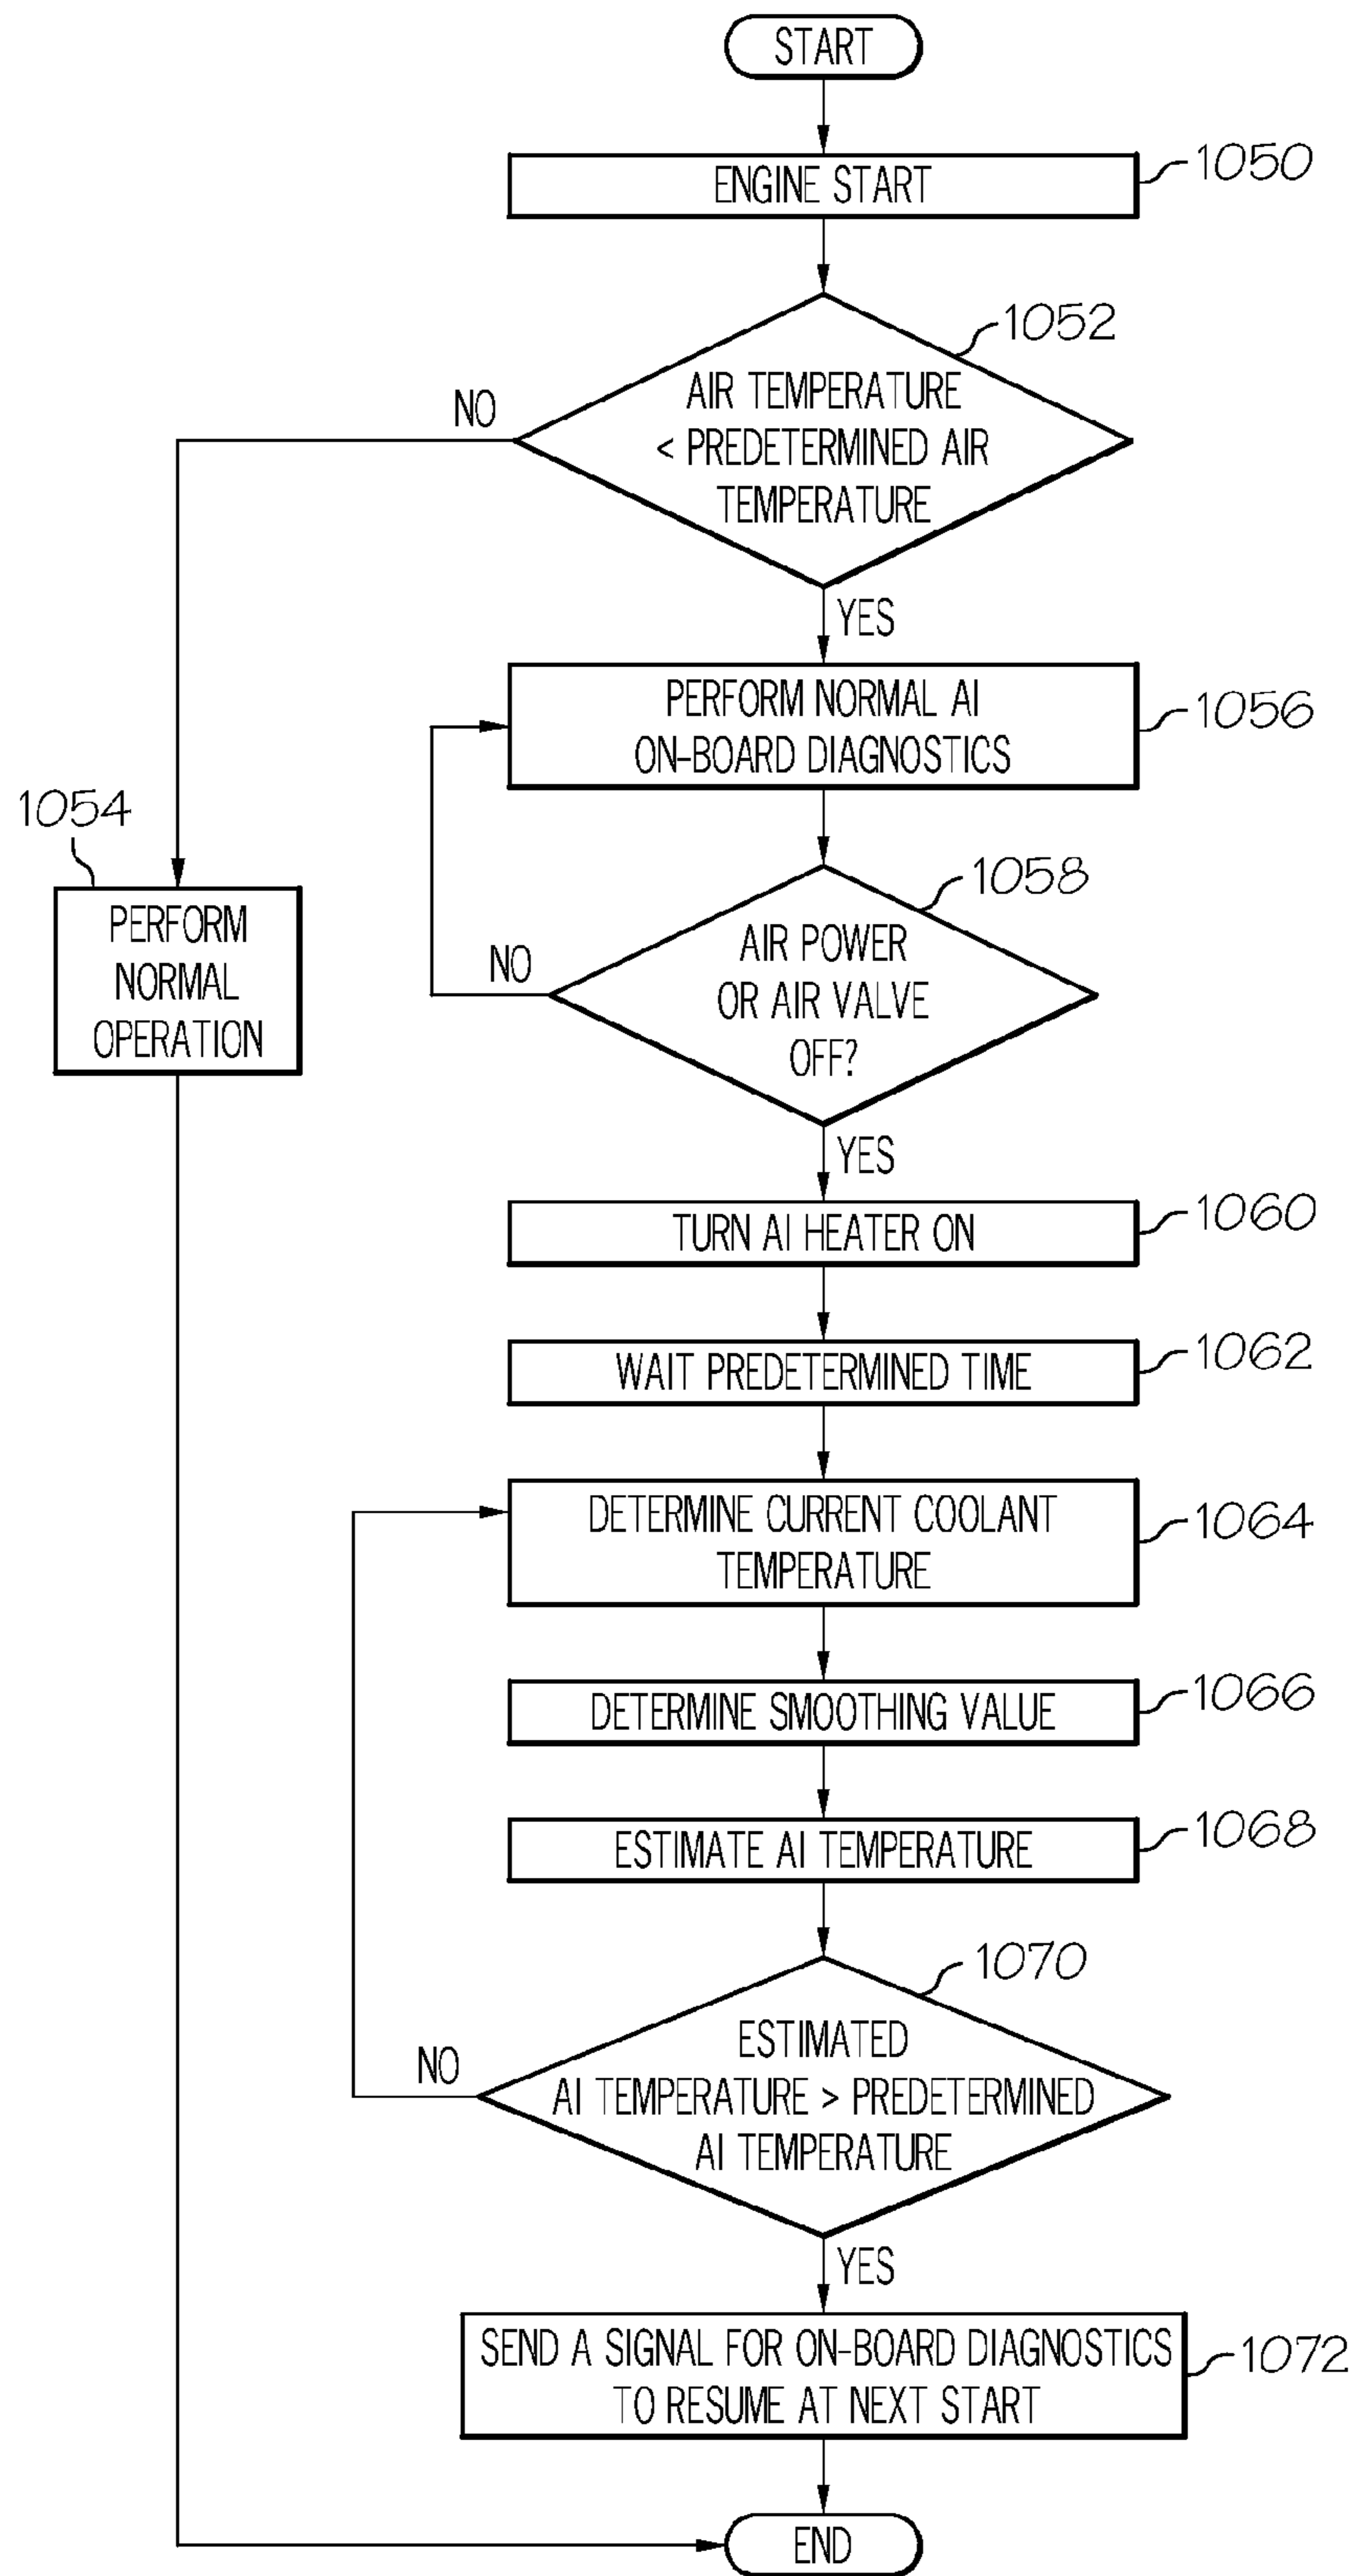 START
ENGINE START
1050
1052
AIR TEMPERATURE
< PREDETERMINED AIR
TEMPERATURE
NO
YES
PERFORM NORMAL AI
ON-BOARD DIAGNOSTICS
1056
1054
PERFORM
NORMAL
OPERATION
1058
AIR POWER
OR AIR VALVE
OFF?
NO
YES
TURN AI HEATER ON
1060
WAIT PREDETERMINED TIME
1062
DETERMINE CURRENT COOLANT
TEMPERATURE
1064
DETERMINE SMOOTHING VALUE
1066
ESTIMATE AI TEMPERATURE
1068
1070
ESTIMATED
AI TEMPERATURE > PREDETERMINED
AI TEMPERATURE
NO
YES
SEND A SIGNAL FOR ON-BOARD DIAGNOSTICS
TO RESUME AT NEXT START
1072
END